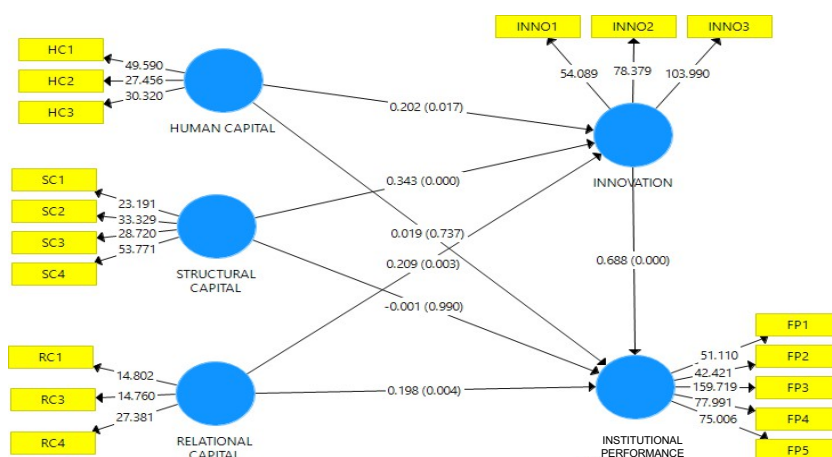 INNO1
INNO2
INNO3
HC1
HC2
HC3
49.590
27.456
30.320
HUMAN CAPITAL
54.089
78.379
103.990
0.202 (0.017)
INNOVATION
SC1
SC2
SC3
SC4
23.191
33.329
28.720
53.771
STRUCTURAL
CAPITAL
0.343 (0.000)
0.019 (0.737)
0.209 (0.003)
0.688 (0.000)
-0.001 (0.990)
RC1
RC3
RC4
14.802
14.760
27.381
RELATIONAL
CAPITAL
0.198 (0.004)
INSTITUTIONAL
PERFORMANCE
51.110
42.421
159.719
77.991
75.006
FP1
FP2
FP3
FP4
FP5